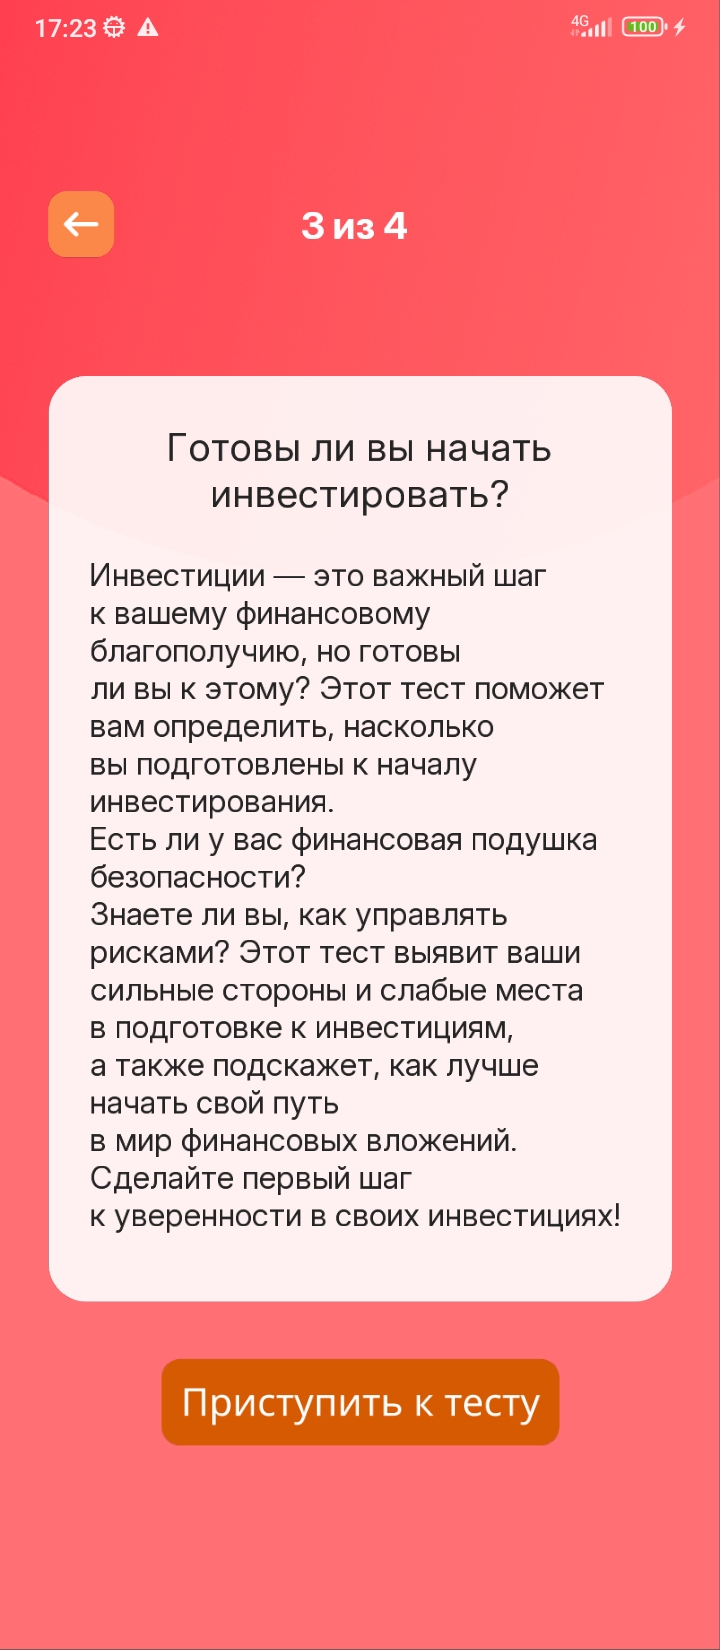 17:23
4G
100
3 из 4
Готовы ли вы начать
инвестировать?
Инвестиции — это важный шаг
к вашему финансовому
благополучию, но готовы
ли вы к этому? Этот тест поможет
вам определить, насколько
вы подготовлены к началу
инвестирования.
Есть ли у вас финансовая подушка
безопасности?
Знаете ли вы, как управлять
рисками? Этот тест выявит ваши
сильные стороны и слабые места
в подготовке к инвестициям,
а также подскажет, как лучше
начать свой путь
в мир финансовых вложений.
Сделайте первый шаг
к уверенности в своих инвестициях!
Приступить к тесту